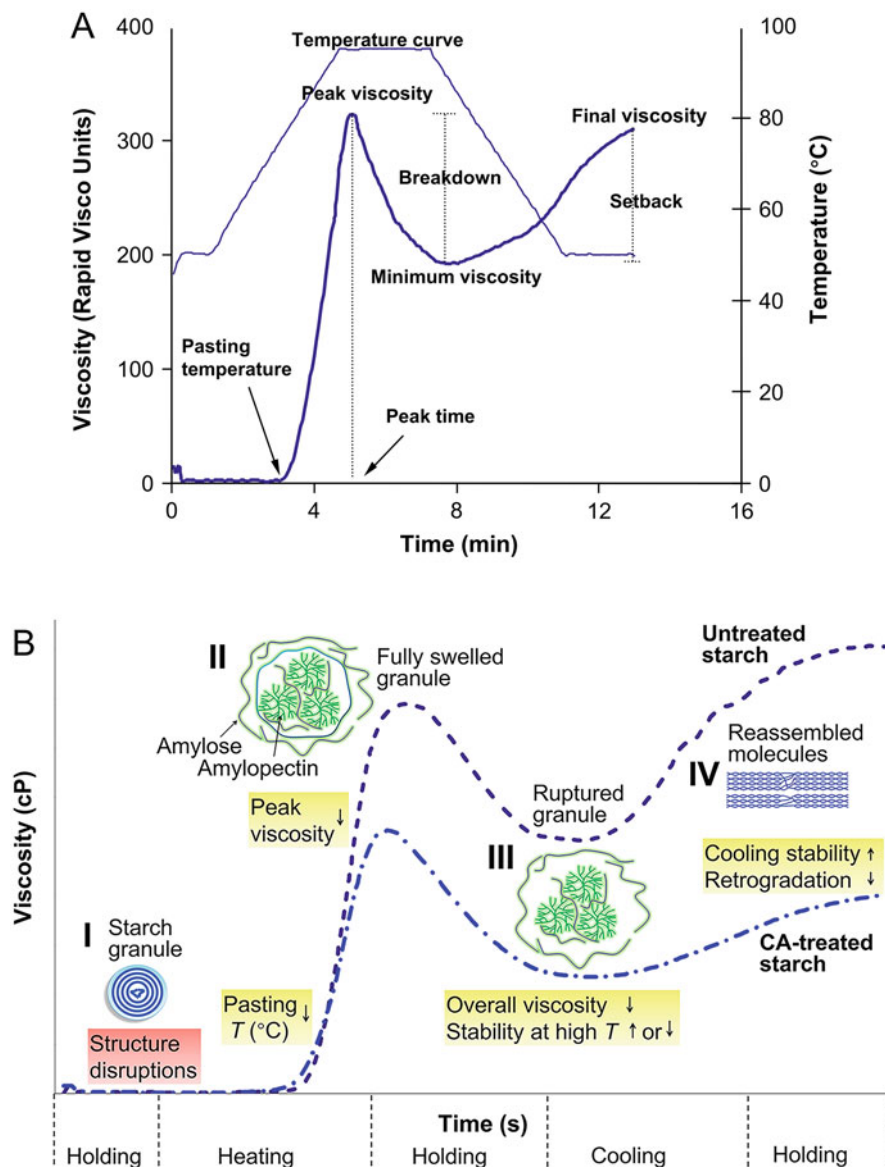 A
400
300
200
100
0
Viscosity (Rapid Visco Units)
Temperature curve
Peak viscosity
Final viscosity
Breakdown
Setback
Minimum viscosity
Pasting
temperature
Peak time
100
80
60
40
20
0
Temperature (°C)
0
4
8
12
16
Time (min)
B
Viscosity (cP)
II
Fully swelled
granule
Amylose
Amylopectin
Peak
viscosity ↓
Untreated
starch
Reassembled
molecules
IV
Ruptured
granule
III
Cooling stability ↑
Retrogradation ↓
I
Starch
granule
Structure
disruptions
Pasting ↓
T (°C)
Overall viscosity ↓
Stability at high T ↑ or ↓
CA-treated
starch
Time (s)
Holding
Heating
Holding
Cooling
Holding